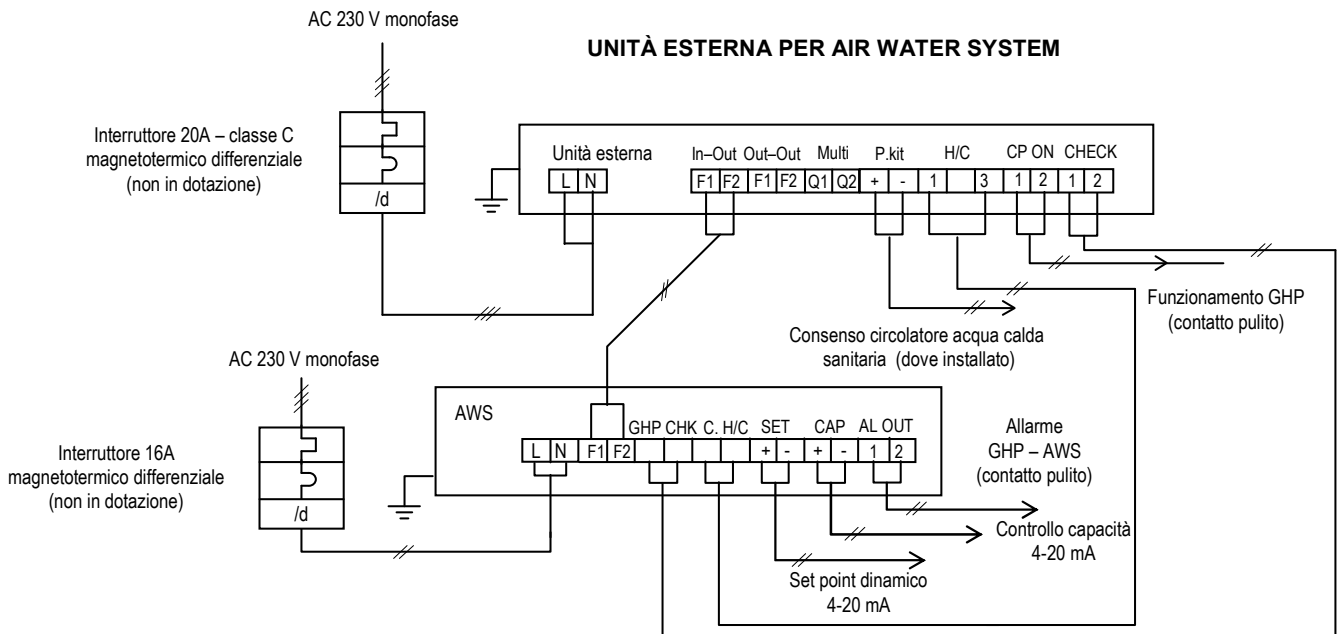 AC 230 V monofase
UNITÀ ESTERNA PER AIR WATER SYSTEM
Interruttore 20A – classe C
magnetotermico differenziale
(non in dotazione)
/d
Unità esterna In–Out Out–Out Multi P.kit H/C CP ON CHECK
L N F1 F2 F1 F2 Q1 Q2 + - 1 3 1 2 1 2
Funzionamento GHP
(contatto pulito)
Consenso circolatore acqua calda
sanitaria (dove installato)
AC 230 V monofase
Interruttore 16A
magnetotermico differenziale
(non in dotazione)
/d
AWS
GHP CHK C. H/C SET CAP AL OUT
L N F1 F2 + - + - 1 2
Allarme
GHP – AWS
(contatto pulito)
Controllo capacità
4-20 mA
Set point dinamico
4-20 mA